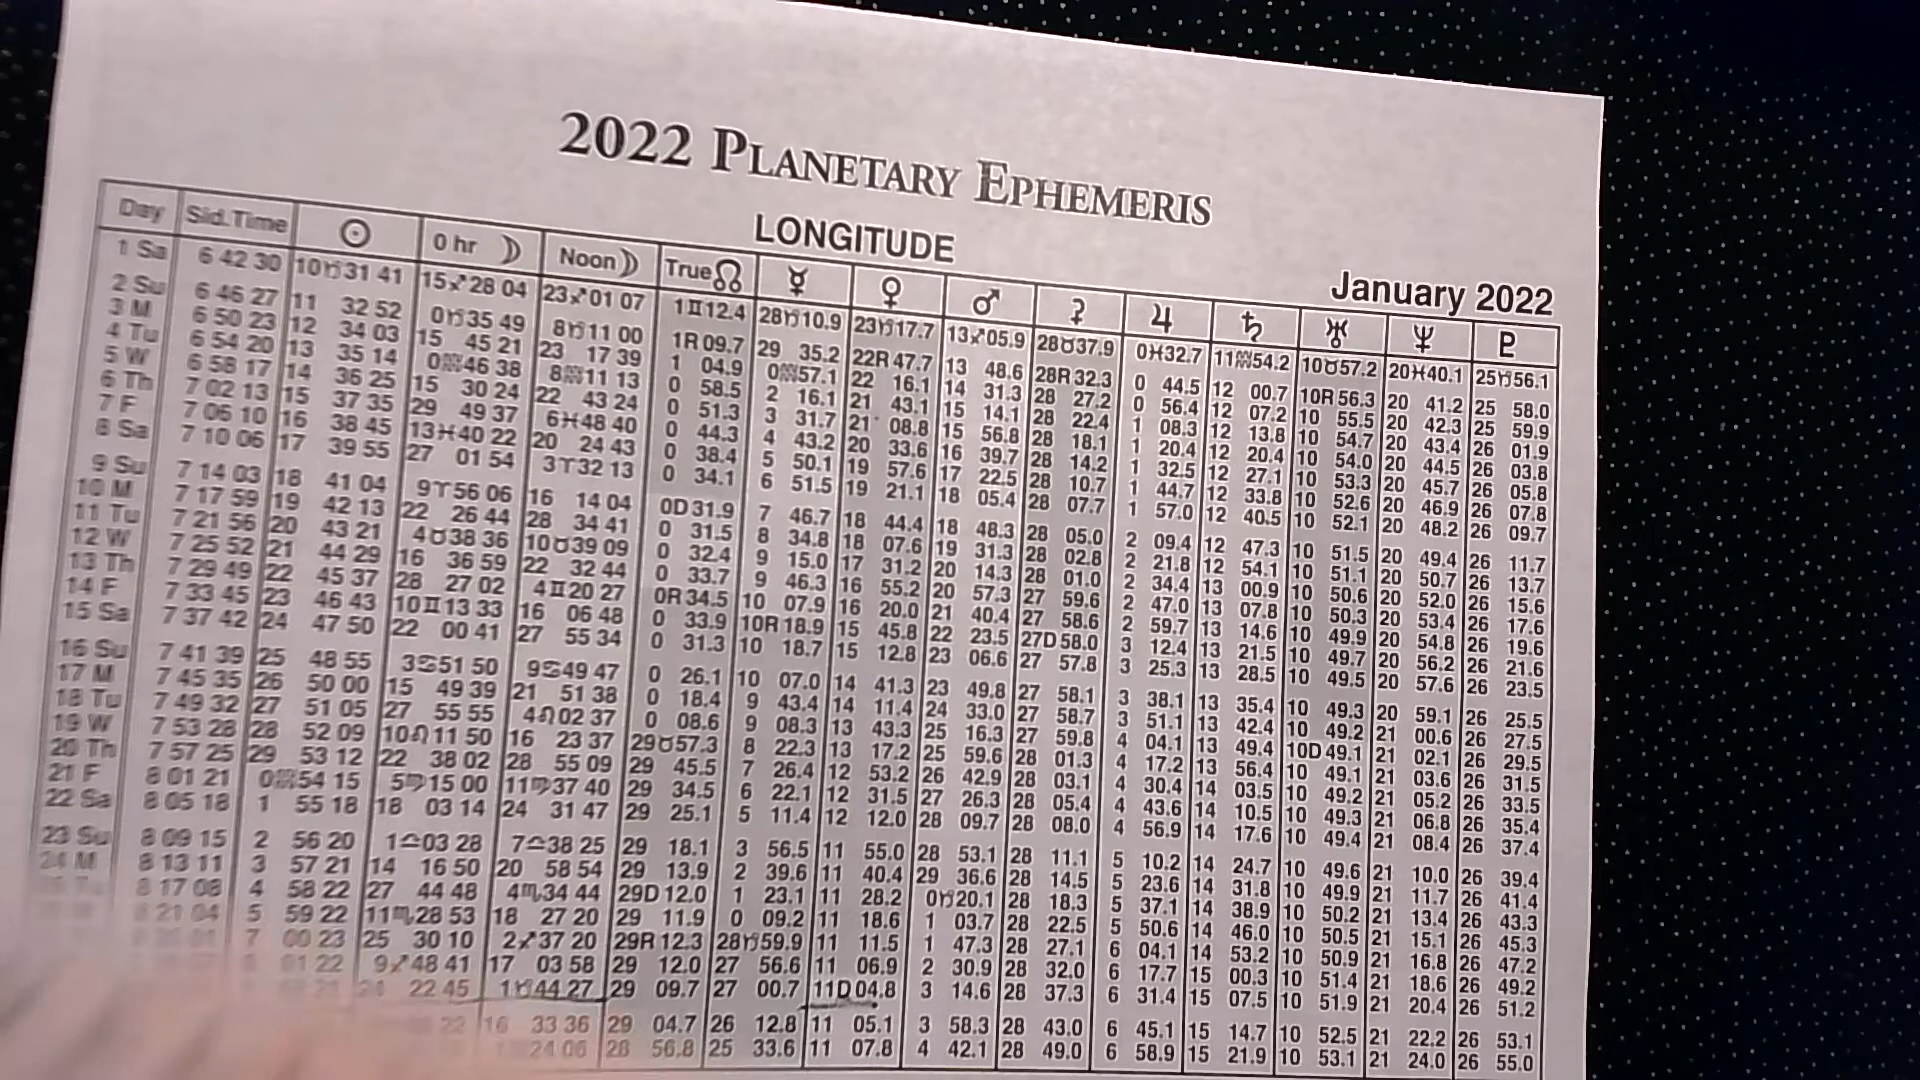 2022 PLANETARY EPHEMERIS
LONGITUDE
January 2022
Day Sid.Time ☉ 0 hr ☽ Noon ☽ True ☊ ☿ ♀ ♂ ⚳ ♃ ♄ ♅ ♆ ♇
1 Sa 6 42 30 10♑31 41 15♐28 04 23♐01 07 1♊12.4 28♑10.9 23♑17.7 13♐05.9 28♉37.9 0♓32.7 11♒54.2 10♉57.2 20♓40.1 25♑56.1
2 Su 6 46 27 11 32 52 0♑35 49 8♑11 00 1R09.7 29 35.2 22R47.7 13 48.6 28R32.3 0 44.5 12 00.7 10R56.3 20 41.2 25 58.0
3 M 6 50 23 12 34 03 15 45 21 23 17 39 1 04.9 0♒57.1 22 16.1 14 31.3 28 27.2 0 56.4 12 07.2 10 55.5 20 42.3 25 59.9
4 Tu 6 54 20 13 35 14 0♒46 38 8♒11 13 0 58.5 2 16.1 21 43.1 15 14.1 28 22.4 1 08.3 12 13.8 10 54.7 20 43.4 26 01.9
5 W 6 58 17 14 36 25 15 30 24 22 43 24 0 51.3 3 31.7 21 08.8 15 56.8 28 18.1 1 20.4 12 20.4 10 54.0 20 44.5 26 03.8
6 Th 7 02 13 15 37 35 29 49 37 6♓48 40 0 44.3 4 43.2 20 33.6 16 39.7 28 14.2 1 32.5 12 27.1 10 53.3 20 45.7 26 05.8
7 F 7 06 10 16 38 45 13♓40 22 20 24 43 0 38.4 5 50.1 19 57.6 17 22.5 28 10.7 1 44.7 12 33.8 10 52.6 20 46.9 26 07.8
8 Sa 7 10 06 17 39 55 27 01 54 3♈32 13 0 34.1 6 51.5 19 21.1 18 05.4 28 07.7 1 57.0 12 40.5 10 52.1 20 48.2 26 09.7
9 Su 7 14 03 18 41 04 9♈56 06 16 14 04 0D31.9 7 46.7 18 44.4 18 48.3 28 05.0 2 09.4 12 47.3 10 51.5 20 49.4 26 11.7
10 M 7 17 59 19 42 13 22 26 44 28 34 41 0 31.5 8 34.8 18 07.6 19 31.3 28 02.8 2 21.8 12 54.1 10 51.1 20 50.7 26 13.7
11 Tu 7 21 56 20 43 21 4♉38 36 10♉39 09 0 32.4 9 15.0 17 31.2 20 14.3 28 01.0 2 34.4 13 00.9 10 50.6 20 52.0 26 15.6
12 W 7 25 52 21 44 29 16 36 59 22 32 44 0 33.7 9 46.3 16 55.2 20 57.3 27 59.6 2 47.0 13 07.8 10 50.3 20 53.4 26 17.6
13 Th 7 29 49 22 45 37 28 27 02 4♊20 27 0R34.5 10 07.9 16 20.0 21 40.4 27 58.6 2 59.7 13 14.6 10 49.9 20 54.8 26 19.6
14 F 7 33 45 23 46 43 10♊13 33 16 06 48 0 33.9 10R18.9 15 45.8 22 23.5 27D58.0 3 12.4 13 21.5 10 49.7 20 56.2 26 21.6
15 Sa 7 37 42 24 47 50 22 00 41 27 55 34 0 31.3 10 18.7 15 12.8 23 06.6 27 57.8 3 25.3 13 28.5 10 49.5 20 57.6 26 23.5
16 Su 7 41 39 25 48 55 3♋51 50 9♋49 47 0 26.1 10 07.0 14 41.3 23 49.8 27 58.1 3 38.1 13 35.4 10 49.3 20 59.1 26 25.5
17 M 7 45 35 26 50 00 15 49 39 21 51 38 0 18.4 9 43.4 14 11.4 24 33.0 27 58.7 3 51.1 13 42.4 10 49.2 21 00.6 26 27.5
18 Tu 7 49 32 27 51 05 27 55 55 4♌02 37 0 08.6 9 08.3 13 43.3 25 16.3 27 59.8 4 04.1 13 49.4 10D49.1 21 02.1 26 29.5
19 W 7 53 28 28 52 09 10♌11 50 16 23 37 29♉57.3 8 22.3 13 17.2 25 59.6 28 01.3 4 17.2 13 56.4 10 49.1 21 03.6 26 31.5
20 Th 7 57 25 29 53 12 22 38 02 28 55 09 29 45.5 7 26.4 12 53.2 26 42.9 28 03.1 4 30.4 14 03.5 10 49.2 21 05.2 26 33.5
21 F 8 01 21 0♒54 15 5♍15 00 11♍37 40 29 34.5 6 22.1 12 31.5 27 26.3 28 05.4 4 43.6 14 10.5 10 49.3 21 06.8 26 35.4
22 Sa 8 05 18 1 55 18 18 03 14 24 31 47 29 25.1 5 11.4 12 12.0 28 09.7 28 08.0 4 56.9 14 17.6 10 49.4 21 08.4 26 37.4
23 Su 8 09 15 2 56 20 1♎03 28 7♎38 25 29 18.1 3 56.5 11 55.0 28 53.1 28 11.1 5 10.2 14 24.7 10 49.6 21 10.0 26 39.4
24 M 8 13 11 3 57 21 14 16 50 20 58 54 29 13.9 2 39.6 11 40.4 29 36.6 28 14.5 5 23.6 14 31.8 10 49.9 21 11.7 26 41.4
8 17 08 4 58 22 27 44 48 4♏34 44 29D12.0 1 23.1 11 28.2 0♑20.1 28 18.3 5 37.1 14 38.9 10 50.2 21 13.4 26 43.3
8 21 04 5 59 22 11♏28 53 18 27 20 29 11.9 0 09.2 11 18.6 1 03.7 28 22.5 5 50.6 14 46.0 10 50.5 21 15.1 26 45.3
7 00 23 25 30 10 2♐37 20 29R12.3 28♑59.9 11 11.5 1 47.3 28 27.1 6 04.1 14 53.2 10 50.9 21 16.8 26 47.2
01 22 9♐48 41 17 03 58 29 12.0 27 56.6 11 06.9 2 30.9 28 32.0 6 17.7 15 00.3 10 51.4 21 18.6 26 49.2
24 22 45 1♑44 27 29 09.7 27 00.7 11D04.8 3 14.6 28 37.3 6 31.4 15 07.5 10 51.9 21 20.4 26 51.2
22 16 33 36 29 04.7 26 12.8 11 05.1 3 58.3 28 43.0 6 45.1 15 14.7 10 52.5 21 22.2 26 53.1
24 06 28 56.8 25 33.6 11 07.8 4 42.1 28 49.0 6 58.9 15 21.9 10 53.1 21 24.0 26 55.0